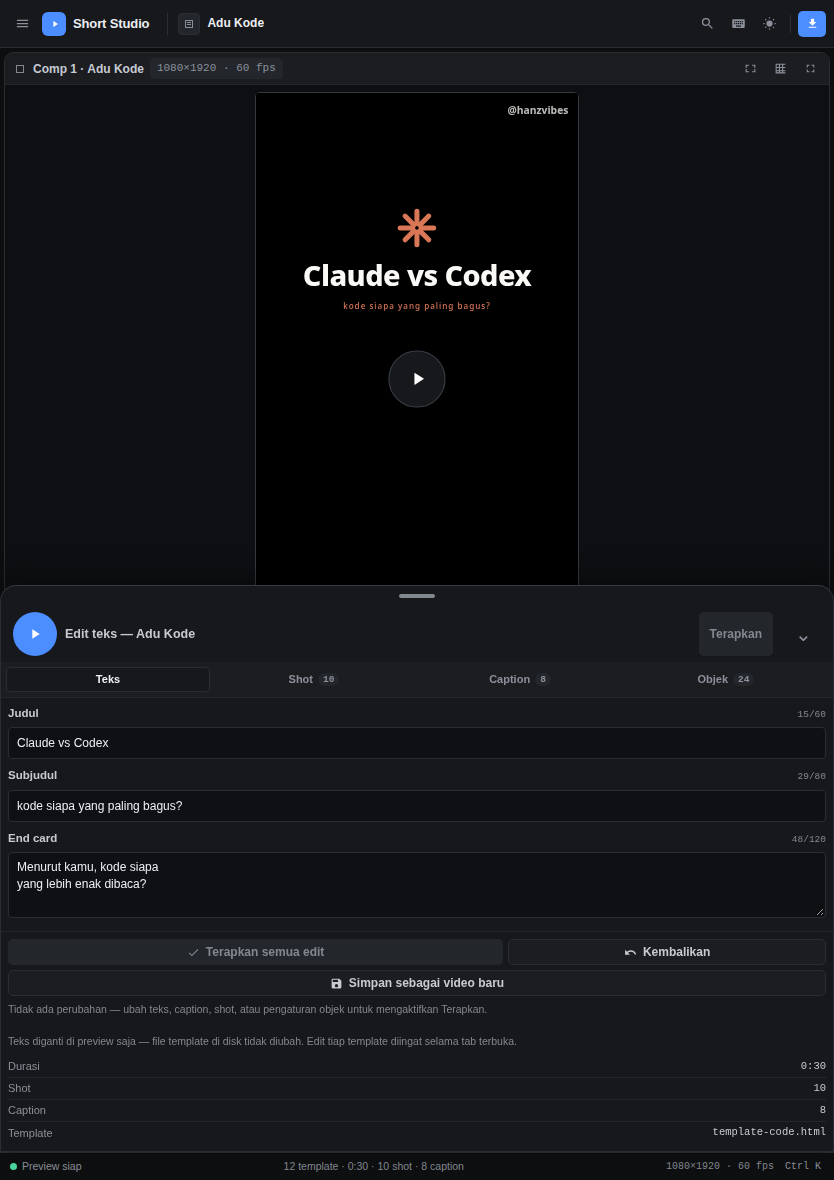 Short Studio
Adu Kode
Comp 1 · Adu Kode 1080×1920 · 60 fps
@hanzvibes
Claude vs Codex
kode siapa yang paling bagus?
Edit teks — Adu Kode
Terapkan
Teks
Shot 10
Caption 8
Objek 24
Judul 15/60
Claude vs Codex
Subjudul 29/80
kode siapa yang paling bagus?
End card 48/120
Menurut kamu, kode siapa
yang lebih enak dibaca?
Terapkan semua edit
Kembalikan
Simpan sebagai video baru
Tidak ada perubahan — ubah teks, caption, shot, atau pengaturan objek untuk mengaktifkan Terapkan.
Teks diganti di preview saja — file template di disk tidak diubah. Edit tiap template diingat selama tab terbuka.
Durasi 0:30
Shot 10
Caption 8
Template template-code.html
Preview siap
12 template · 0:30 · 10 shot · 8 caption
1080×1920 · 60 fps Ctrl K